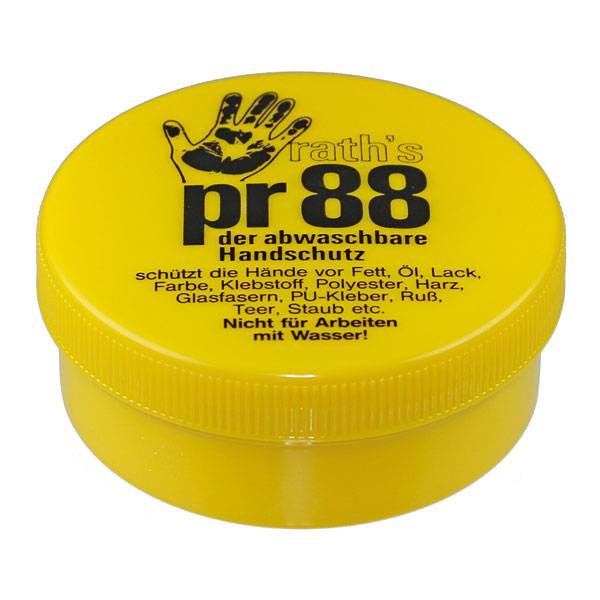 rath's
pr 88
der abwaschbare
Handschutz
schützt die Hände vor Fett, Öl, Lack,
Farbe, Klebstoff, Polyester, Harz,
Glasfasern, PU-Kleber, Ruß,
Teer, Staub etc.
Nicht für Arbeiten
mit Wasser!